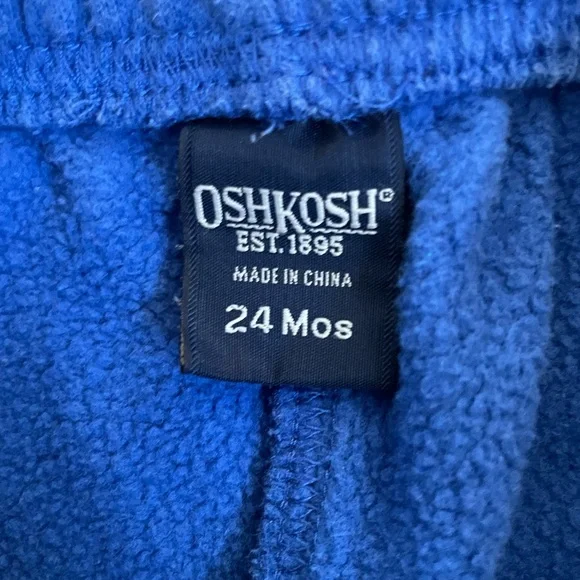 OSHKOSH®
EST. 1895
MADE IN CHINA
24 Mos